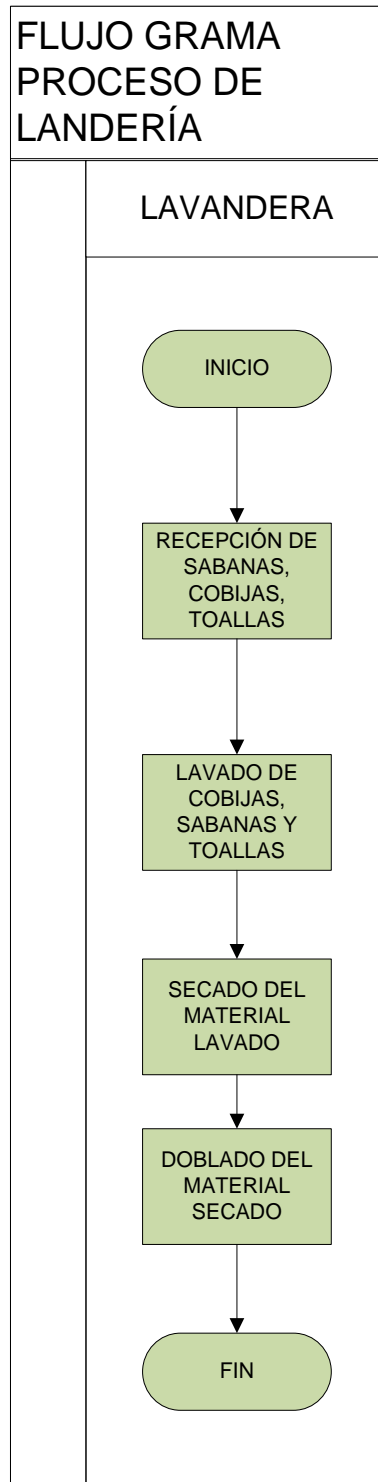 FLUJO GRAMA
PROCESO DE
LANDERÍA
LAVANDERA
INICIO
RECEPCIÓN DE
SABANAS,
COBIJAS,
TOALLAS
LAVADO DE
COBIJAS,
SABANAS Y
TOALLAS
SECADO DEL
MATERIAL
LAVADO
DOBLADO DEL
MATERIAL
SECADO
FIN